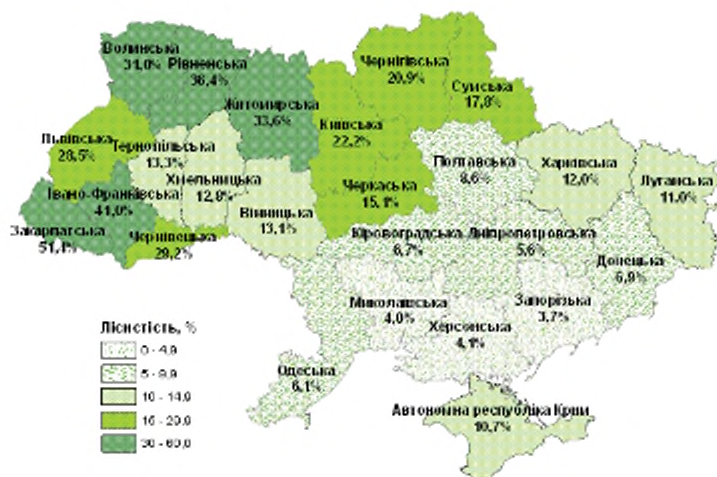 Волинська
31,0%
Рівненська
36,4%
Житомирська
33,6%
Чернігівська
20,9%
Сумська
17,8%
Київська
22,2%
Львівська
28,5%
Тернопільська
13,3%
Хмельницька
12,8%
Івано-Франківська
41,0%
Закарпатська
51,4%
Чернівецька
29,2%
Вінницька
13,1%
Черкаська
15,1%
Полтавська
8,6%
Харківська
12,0%
Луганська
11,0%
Кіровоградська
6,7%
Дніпропетровська
5,6%
Донецька
6,9%
Миколаївська
4,0%
Херсонська
4,1%
Запорізька
3,7%
Одеська
6,1%
Автономна республіка Крим
10,7%
Лісистість, %
0 - 4,9
5 - 9,9
10 - 14,9
15 - 29,9
30 - 60,0